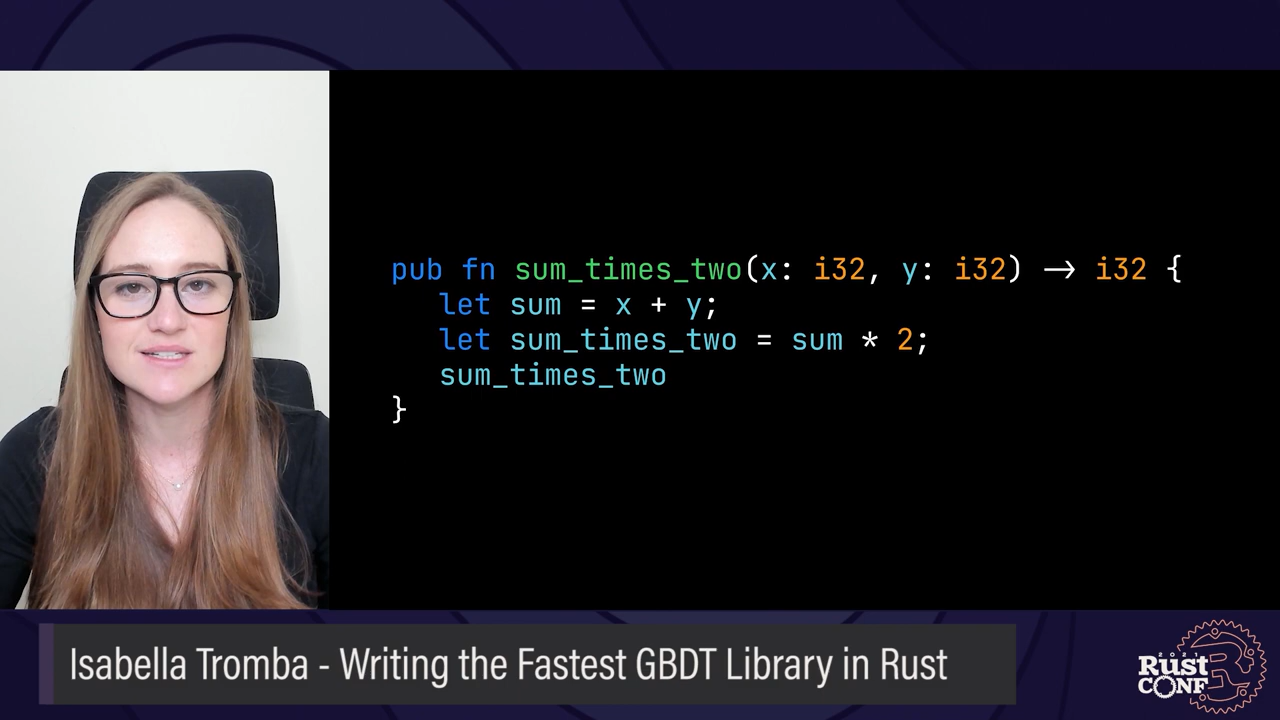 pub fn sum_times_two(x: i32, y: i32) → i32 {
let sum = x + y;
let sum_times_two = sum * 2;
sum_times_two
}
Isabella Tromba - Writing the Fastest GBDT Library in Rust
Rust
CONF